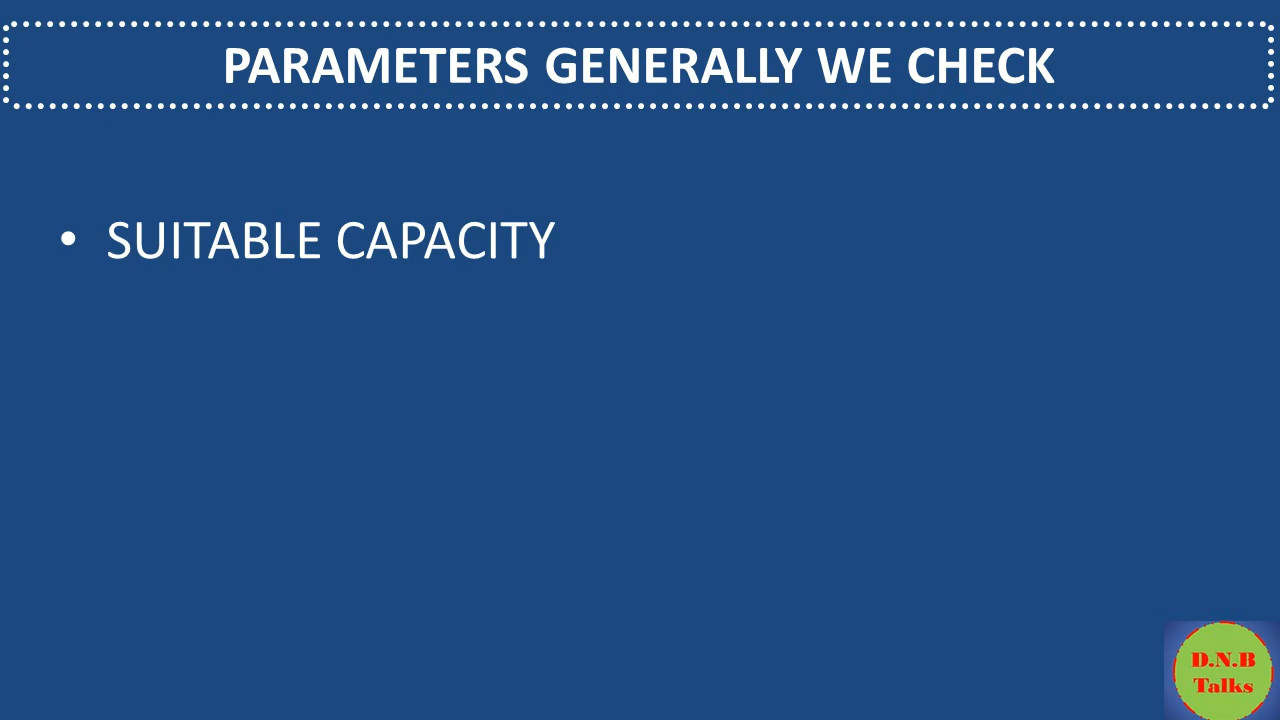 PARAMETERS GENERALLY WE CHECK
• SUITABLE CAPACITY
D.N.B
Talks